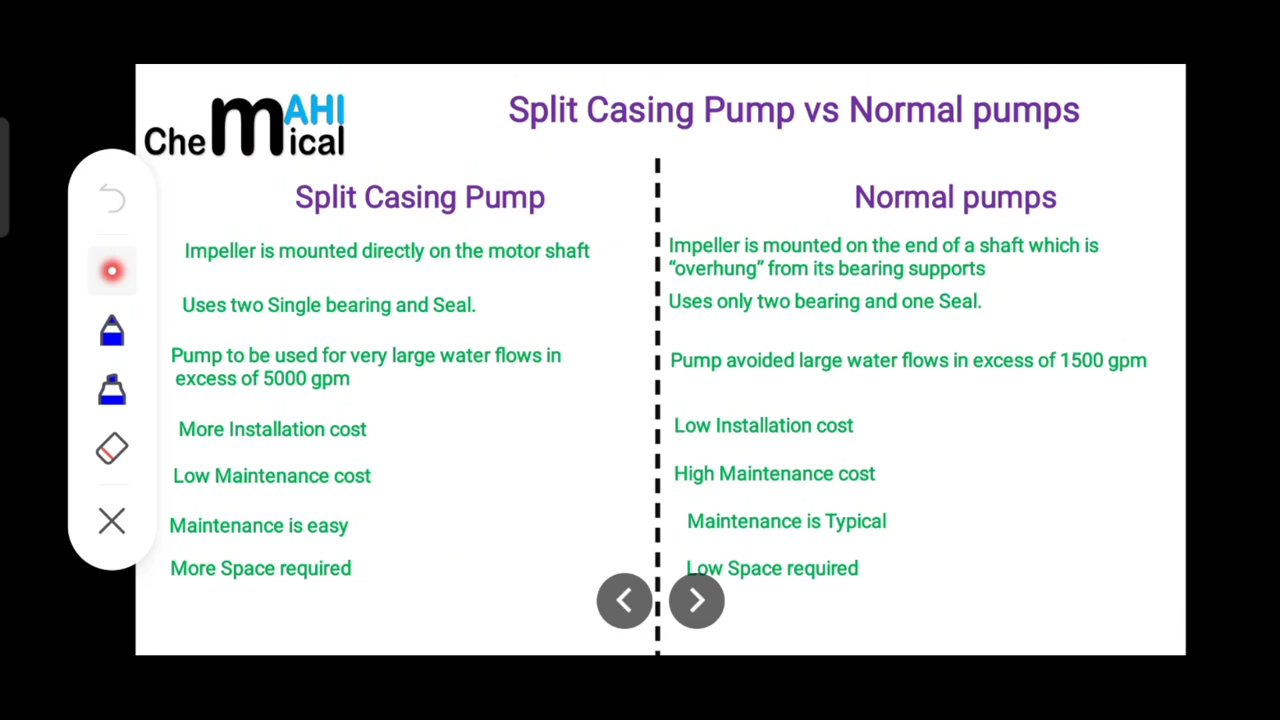 CheMAHIical
Split Casing Pump vs Normal pumps
Split Casing Pump
Impeller is mounted directly on the motor shaft
Uses two Single bearing and Seal.
Pump to be used for very large water flows in
excess of 5000 gpm
More Installation cost
Low Maintenance cost
Maintenance is easy
More Space required
Normal pumps
Impeller is mounted on the end of a shaft which is
“overhung” from its bearing supports
Uses only two bearing and one Seal.
Pump avoided large water flows in excess of 1500 gpm
Low Installation cost
High Maintenance cost
Maintenance is Typical
Low Space required